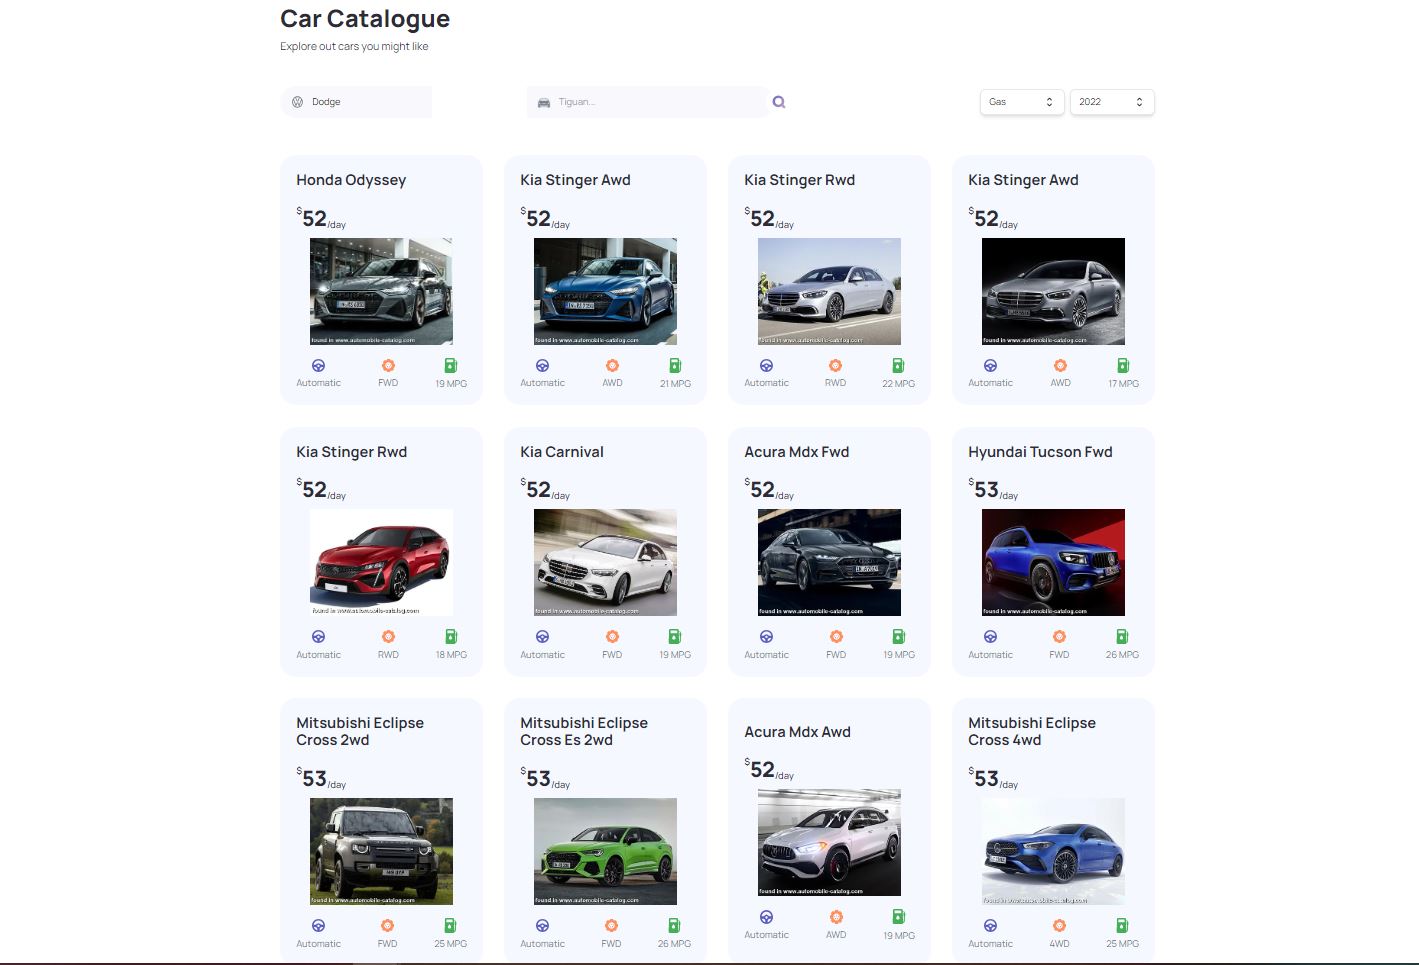 Car Catalogue
Explore out cars you might like
Dodge
Tiguan...
Gas
2022
Honda Odyssey
$52/day
found in www.automobile-catalog.com
Automatic
FWD
19 MPG
Kia Stinger Awd
$52/day
found in www.automobile-catalog.com
Automatic
AWD
21 MPG
Kia Stinger Rwd
$52/day
found in www.automobile-catalog.com
Automatic
RWD
22 MPG
Kia Stinger Awd
$52/day
found in www.automobile-catalog.com
Automatic
AWD
17 MPG
Kia Stinger Rwd
$52/day
found in www.automobile-catalog.com
Automatic
RWD
18 MPG
Kia Carnival
$52/day
found in www.automobile-catalog.com
Automatic
FWD
19 MPG
Acura Mdx Fwd
$52/day
found in www.automobile-catalog.com
Automatic
FWD
19 MPG
Hyundai Tucson Fwd
$53/day
found in www.automobile-catalog.com
Automatic
FWD
26 MPG
Mitsubishi Eclipse
Cross 2wd
$53/day
found in www.automobile-catalog.com
Automatic
FWD
25 MPG
Mitsubishi Eclipse
Cross Es 2wd
$53/day
found in www.automobile-catalog.com
Automatic
FWD
26 MPG
Acura Mdx Awd
$52/day
found in www.automobile-catalog.com
Automatic
AWD
19 MPG
Mitsubishi Eclipse
Cross 4wd
$53/day
found in www.automobile-catalog.com
Automatic
4WD
25 MPG